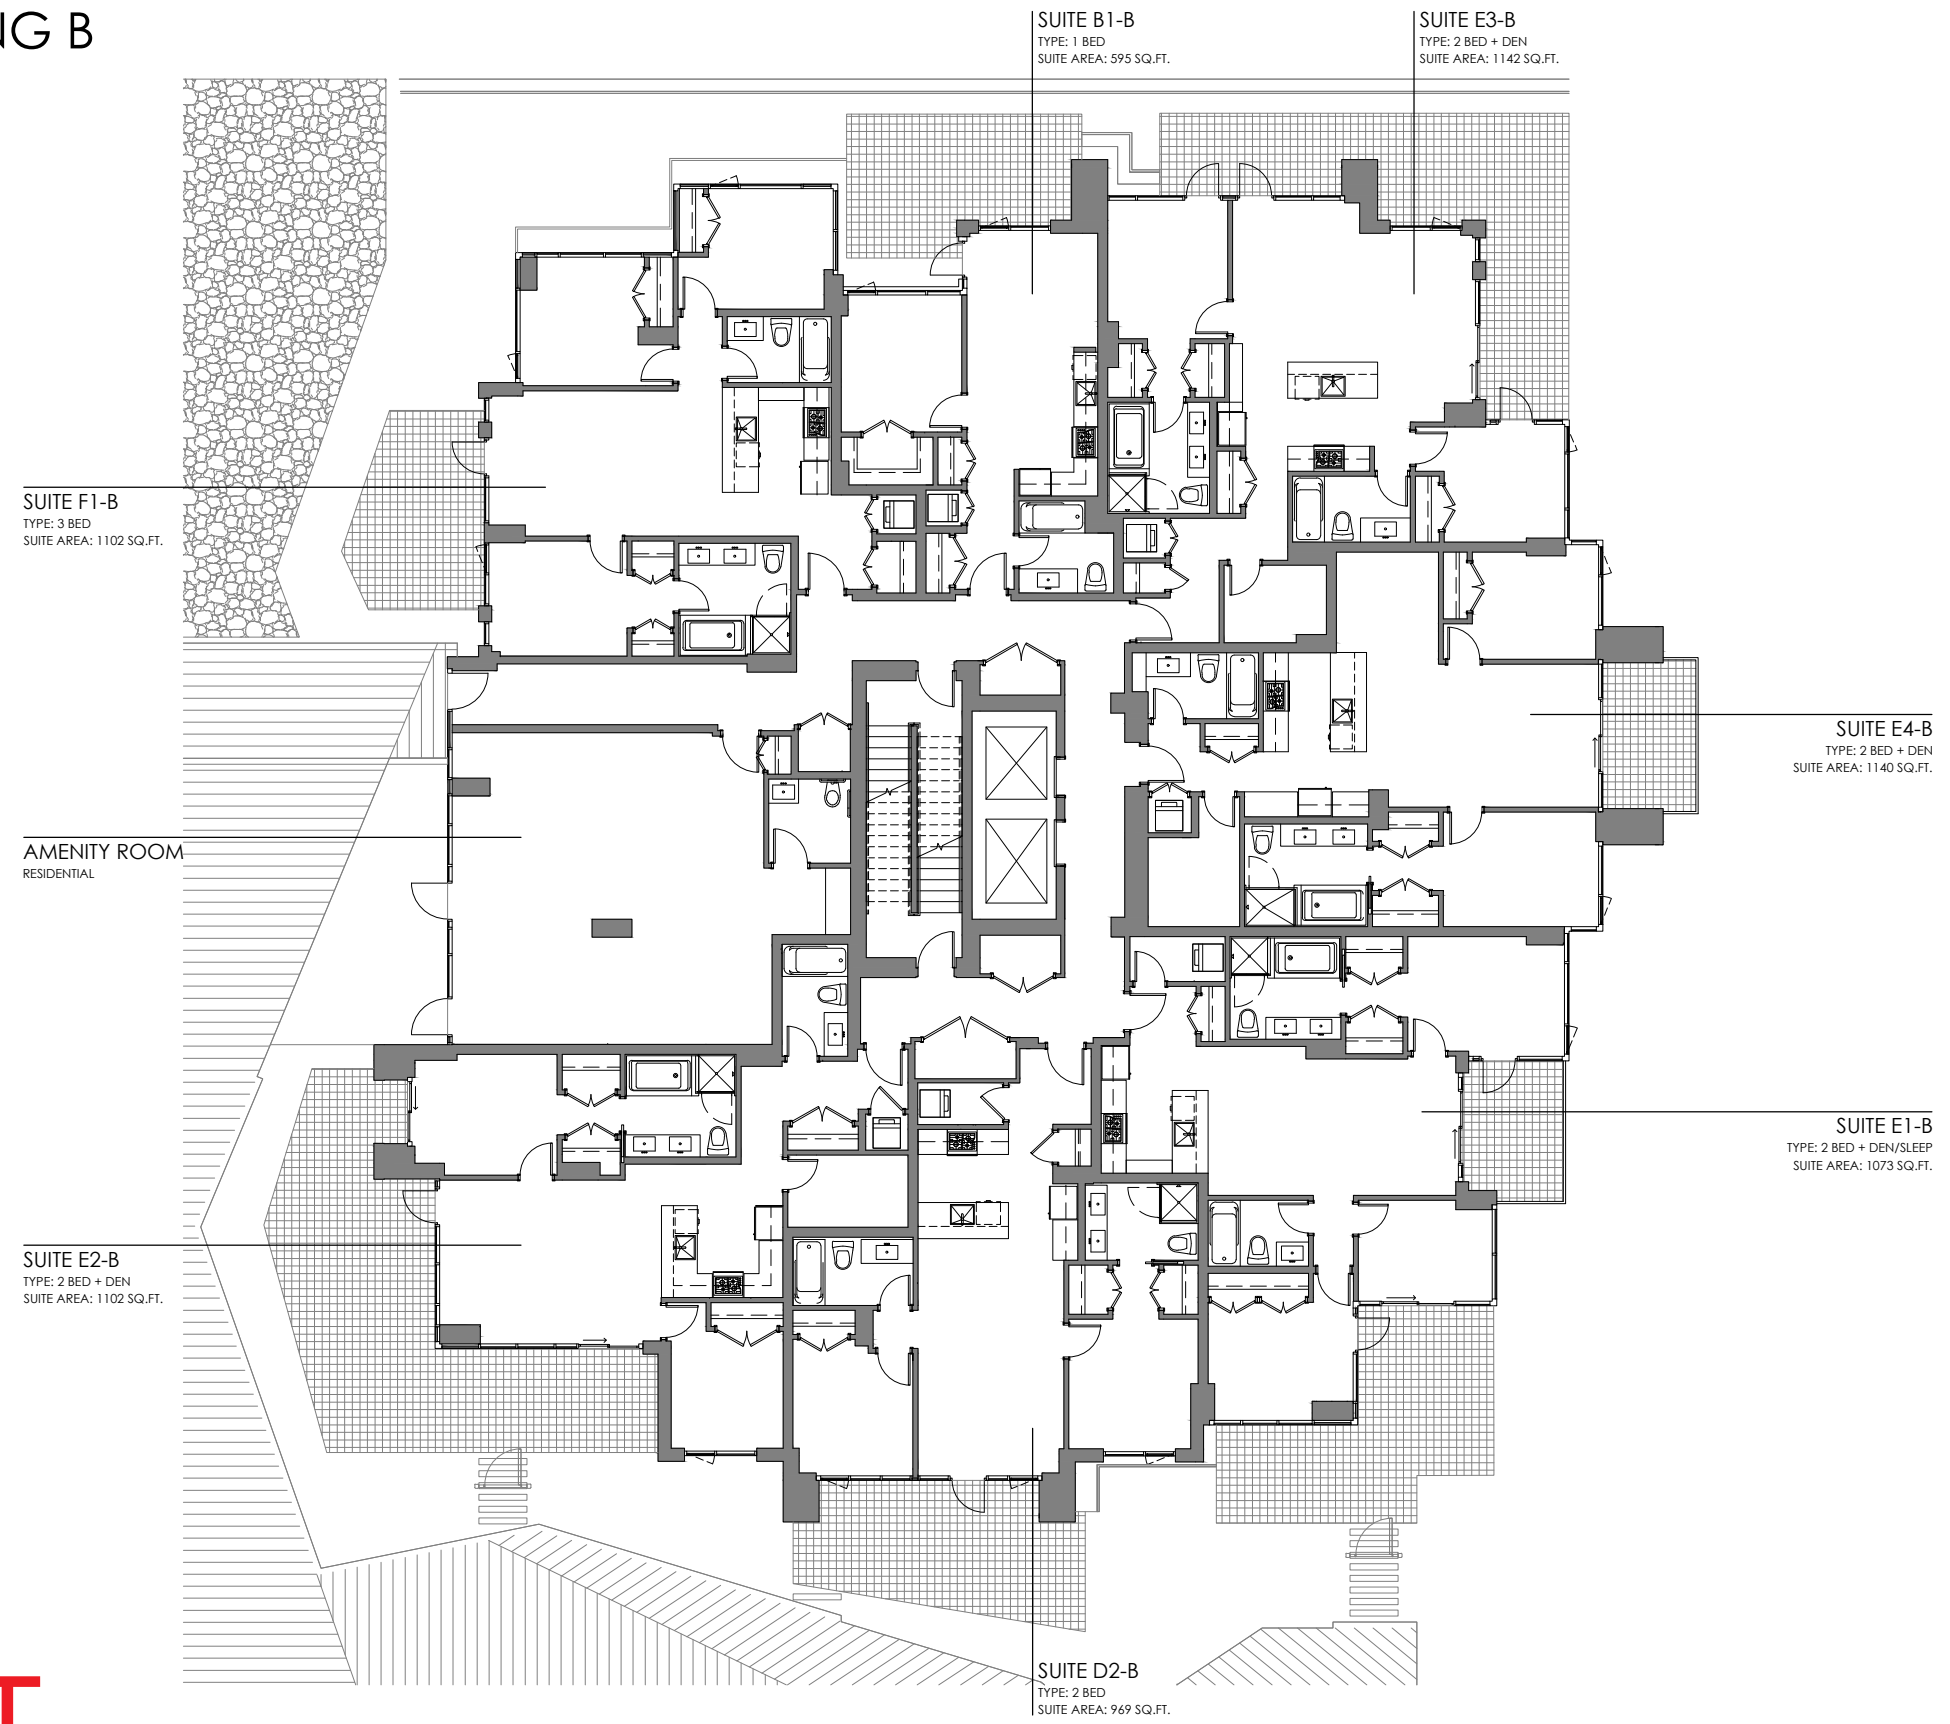 NG B
SUITE B1-B
TYPE: 1 BED
SUITE AREA: 595 SQ.FT.
SUITE E3-B
TYPE: 2 BED + DEN
SUITE AREA: 1142 SQ.FT.
SUITE F1-B
TYPE: 3 BED
SUITE AREA: 1102 SQ.FT.
SUITE E4-B
TYPE: 2 BED + DEN
SUITE AREA: 1140 SQ.FT.
AMENITY ROOM
RESIDENTIAL
SUITE E1-B
TYPE: 2 BED + DEN/SLEEP
SUITE AREA: 1073 SQ.FT.
SUITE E2-B
TYPE: 2 BED + DEN
SUITE AREA: 1102 SQ.FT.
SUITE D2-B
TYPE: 2 BED
SUITE AREA: 969 SQ.FT.
T